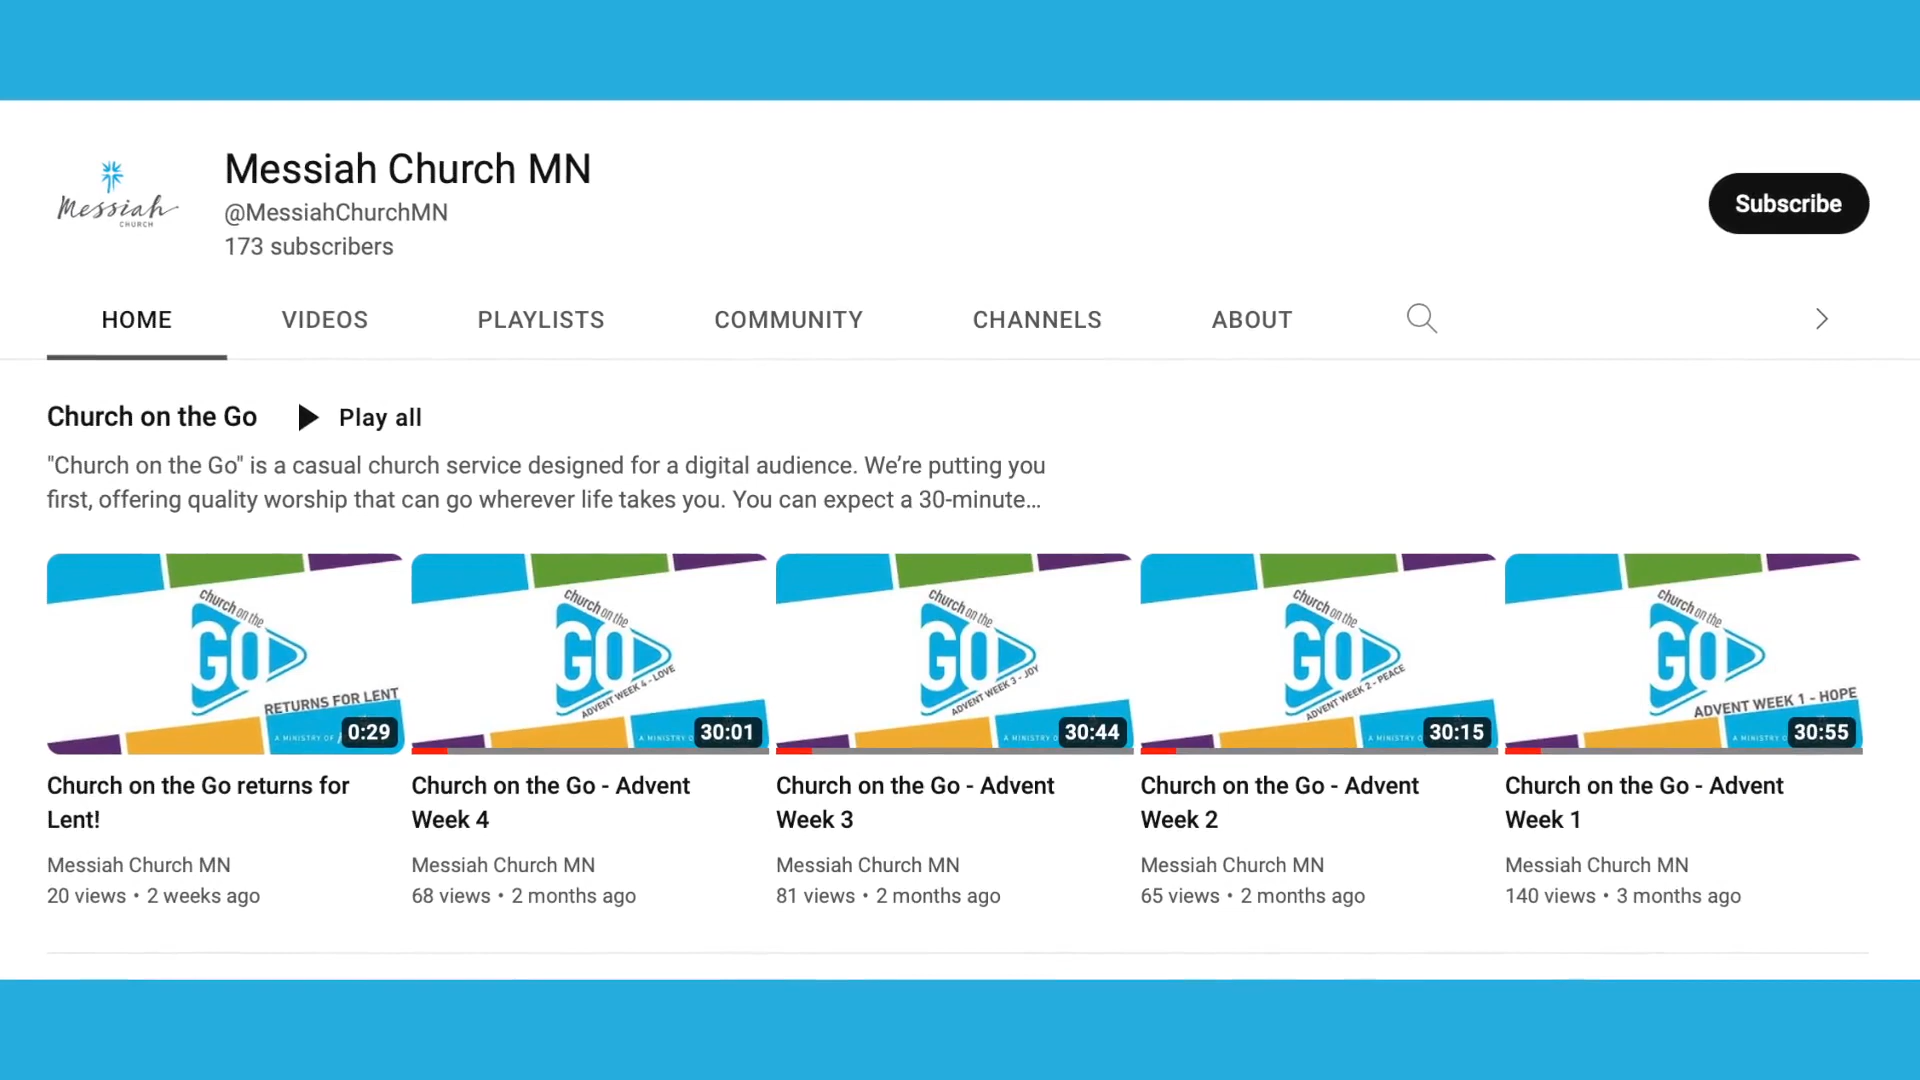 Messiah
CHURCH
Messiah Church MN
@MessiahChurchMN
173 subscribers
Subscribe
HOME
VIDEOS
PLAYLISTS
COMMUNITY
CHANNELS
ABOUT
Church on the Go
Play all
"Church on the Go" is a casual church service designed for a digital audience. We’re putting you
first, offering quality worship that can go wherever life takes you. You can expect a 30-minute...
church on the
GO
RETURNS FOR LENT
A MINISTRY OF
0:29
church on the
GO
ADVENT WEEK 4 - LOVE
A MINISTRY
30:01
church on the
GO
ADVENT WEEK 3 - JOY
A MINISTRY
30:44
church on the
GO
ADVENT WEEK 2 - PEACE
A MINISTRY
30:15
church on the
GO
ADVENT WEEK 1 - HOPE
A MINISTRY
30:55
Church on the Go returns for
Lent!
Messiah Church MN
20 views • 2 weeks ago
Church on the Go - Advent
Week 4
Messiah Church MN
68 views • 2 months ago
Church on the Go - Advent
Week 3
Messiah Church MN
81 views • 2 months ago
Church on the Go - Advent
Week 2
Messiah Church MN
65 views • 2 months ago
Church on the Go - Advent
Week 1
Messiah Church MN
140 views • 3 months ago